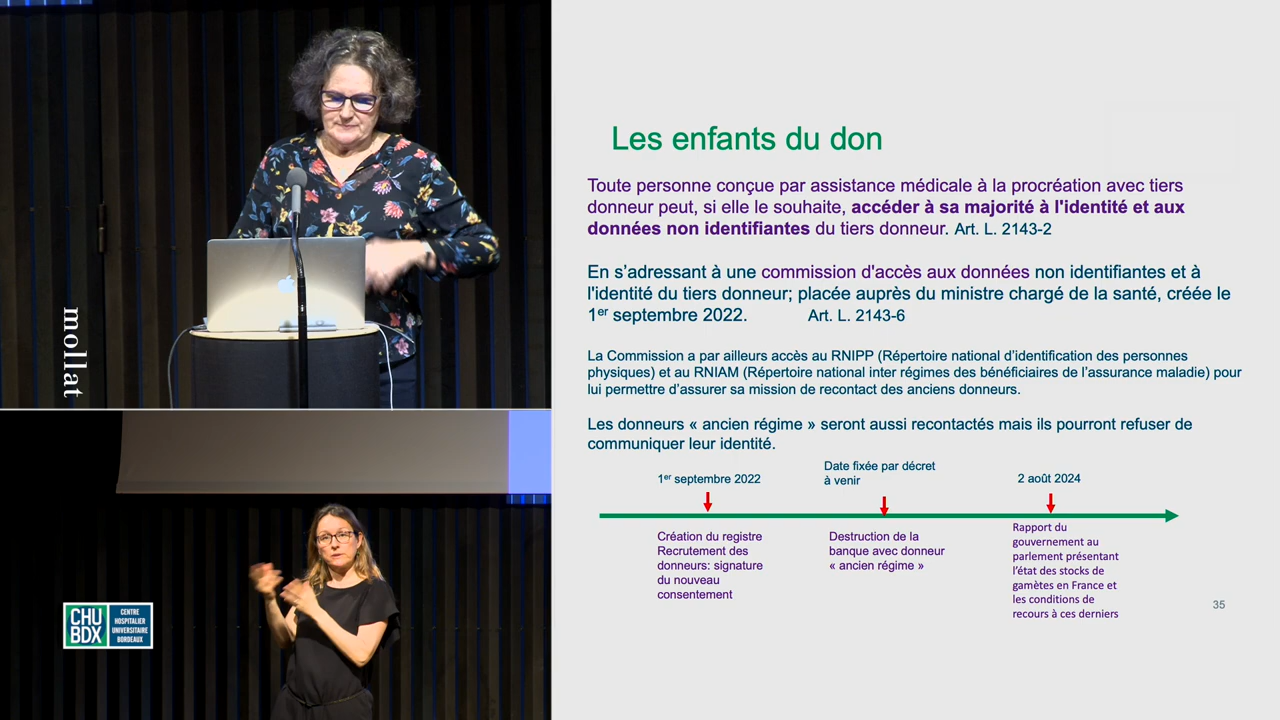 mollat
CHU
BDX
CENTRE
HOSPITALIER
UNIVERSITAIRE
BORDEAUX
Les enfants du don
Toute personne conçue par assistance médicale à la procréation avec tiers
donneur peut, si elle le souhaite, accéder à sa majorité à l'identité et aux
données non identifiantes du tiers donneur. Art. L. 2143-2
En s’adressant à une commission d'accès aux données non identifiantes et à
l'identité du tiers donneur; placée auprès du ministre chargé de la santé, créée le
1er septembre 2022. Art. L. 2143-6
La Commission a par ailleurs accès au RNIPP (Répertoire national d’identification des personnes
physiques) et au RNIAM (Répertoire national inter régimes des bénéficiaires de l’assurance maladie) pour
lui permettre d’assurer sa mission de recontact des anciens donneurs.
Les donneurs « ancien régime » seront aussi recontactés mais ils pourront refuser de
communiquer leur identité.
1er septembre 2022
Date fixée par décret
à venir
2 août 2024
Création du registre
Recrutement des
donneurs: signature
du nouveau
consentement
Destruction de la
banque avec donneur
« ancien régime »
Rapport du
gouvernement au
parlement présentant
l’état des stocks de
gamètes en France et
les conditions de
recours à ces derniers
35